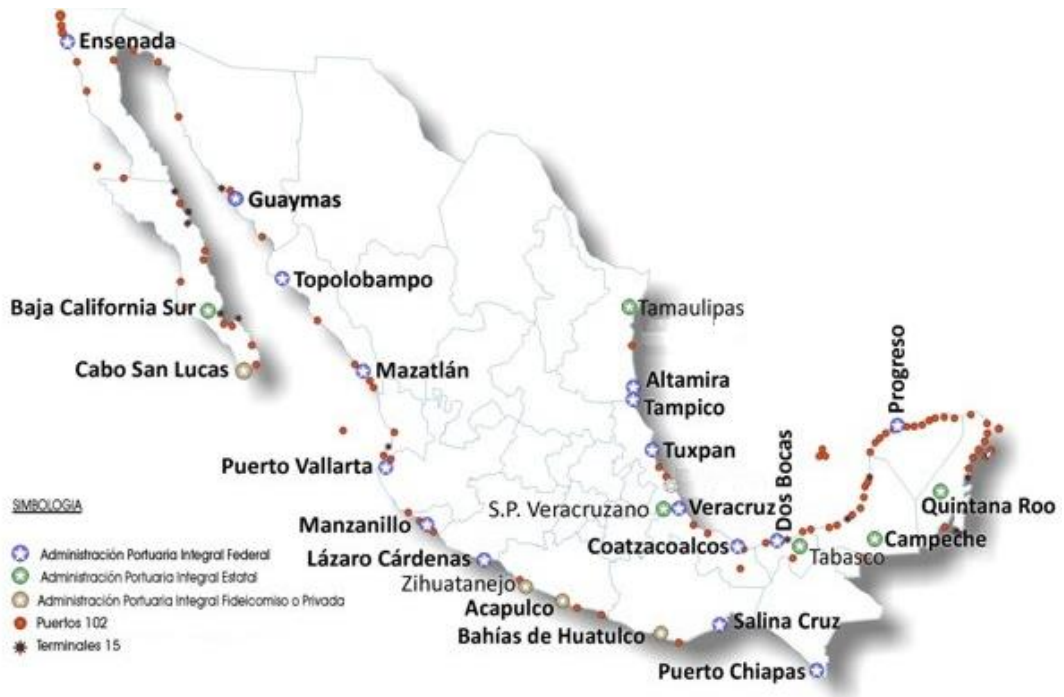 Ensenada
Guaymas
Topolobampo
Baja California Sur
Tamaulipas
Cabo San Lucas
Mazatlán
Altamira
Tampico
Progreso
Tuxpan
Puerto Vallarta
Dos Bocas
Quintana Roo
S.P. Veracruzano
Veracruz
Manzanillo
Campeche
Coatzacoalcos
Tabasco
Lázaro Cárdenas
Zihuatanejo
Acapulco
Bahías de Huatulco
Salina Cruz
Puerto Chiapas
SIMBOLOGIA
Administración Portuaria Integral Federal
Administración Portuaria Integral Estatal
Administración Portuaria Integral Fideicomiso o Privada
Puertos 102
Terminales 15